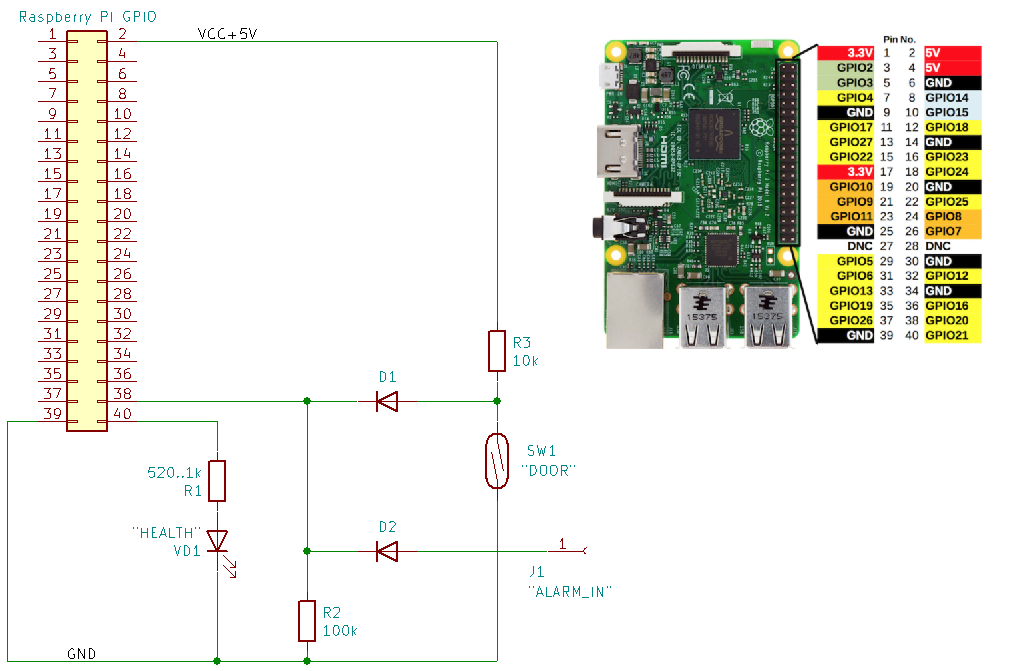 Raspberry Pi GPIO
VCC+5V
1 2
3 4
5 6
7 8
9 10
11 12
13 14
15 16
17 18
19 20
21 22
23 24
25 26
27 28
29 30
31 32
33 34
35 36
37 38
39 40
R3
10k
D1
SW1
"DOOR"
520..1k
R1
"HEALTH"
VD1
D2
1
J1
"ALARM_IN"
R2
100k
GND
Pin No.
3.3V 1 2 5V
GPIO2 3 4 5V
GPIO3 5 6 GND
GPIO4 7 8 GPIO14
GND 9 10 GPIO15
GPIO17 11 12 GPIO18
GPIO27 13 14 GND
GPIO22 15 16 GPIO23
3.3V 17 18 GPIO24
GPIO10 19 20 GND
GPIO9 21 22 GPIO25
GPIO11 23 24 GPIO8
GND 25 26 GPIO7
DNC 27 28 DNC
GPIO5 29 30 GND
GPIO6 31 32 GPIO12
GPIO13 33 34 GND
GPIO19 35 36 GPIO16
GPIO26 37 38 GPIO20
GND 39 40 GPIO21
HDMI
15375
15375